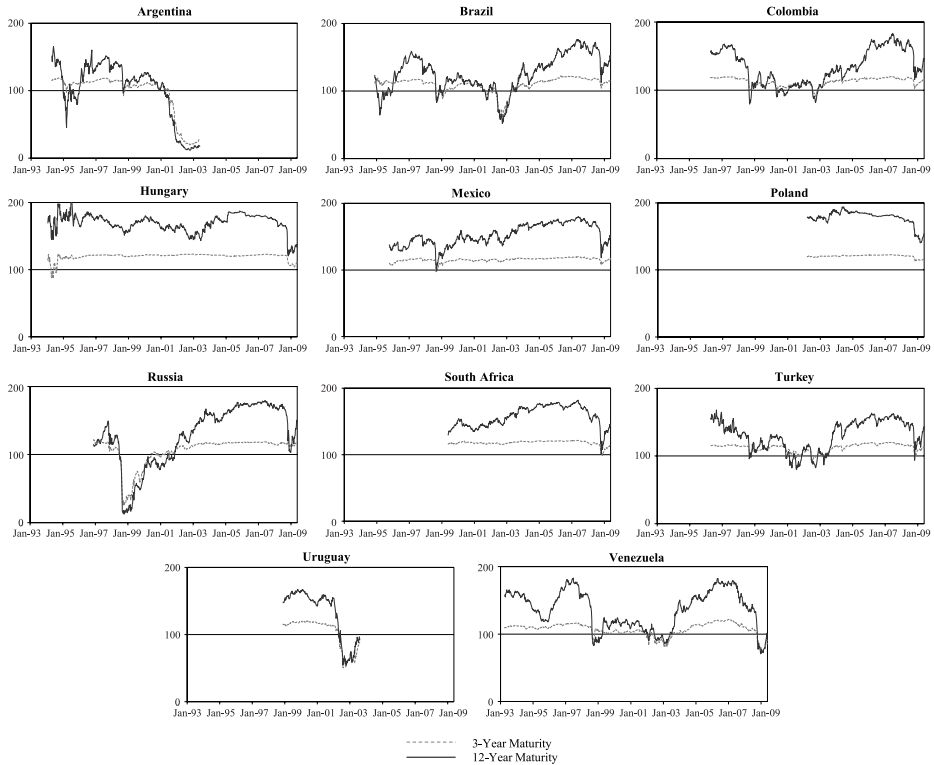 Argentina
200
100
0
Jan-93 Jan-95 Jan-97 Jan-99 Jan-01 Jan-03 Jan-05 Jan-07 Jan-09
Brazil
200
100
0
Jan-93 Jan-95 Jan-97 Jan-99 Jan-01 Jan-03 Jan-05 Jan-07 Jan-09
Colombia
200
100
0
Jan-93 Jan-95 Jan-97 Jan-99 Jan-01 Jan-03 Jan-05 Jan-07 Jan-09
Hungary
200
100
0
Jan-93 Jan-95 Jan-97 Jan-99 Jan-01 Jan-03 Jan-05 Jan-07 Jan-09
Mexico
200
100
0
Jan-93 Jan-95 Jan-97 Jan-99 Jan-01 Jan-03 Jan-05 Jan-07 Jan-09
Poland
200
100
0
Jan-93 Jan-95 Jan-97 Jan-99 Jan-01 Jan-03 Jan-05 Jan-07 Jan-09
Russia
200
100
0
Jan-93 Jan-95 Jan-97 Jan-99 Jan-01 Jan-03 Jan-05 Jan-07 Jan-09
South Africa
200
100
0
Jan-93 Jan-95 Jan-97 Jan-99 Jan-01 Jan-03 Jan-05 Jan-07 Jan-09
Turkey
200
100
0
Jan-93 Jan-95 Jan-97 Jan-99 Jan-01 Jan-03 Jan-05 Jan-07 Jan-09
Uruguay
200
100
0
Jan-93 Jan-95 Jan-97 Jan-99 Jan-01 Jan-03 Jan-05 Jan-07 Jan-09
Venezuela
200
100
0
Jan-93 Jan-95 Jan-97 Jan-99 Jan-01 Jan-03 Jan-05 Jan-07 Jan-09
3-Year Maturity
12-Year Maturity